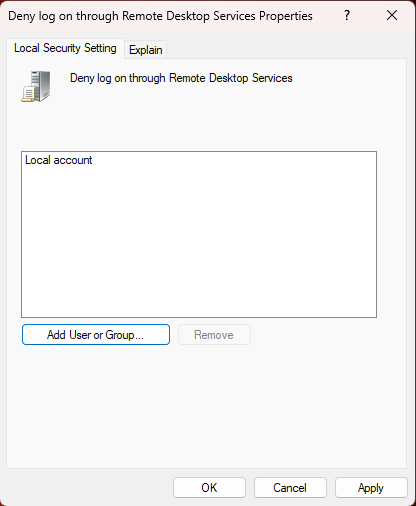 Deny log on through Remote Desktop Services Properties
?
Local Security Setting
Explain
Deny log on through Remote Desktop Services
Local account
Add User or Group...
Remove
OK
Cancel
Apply